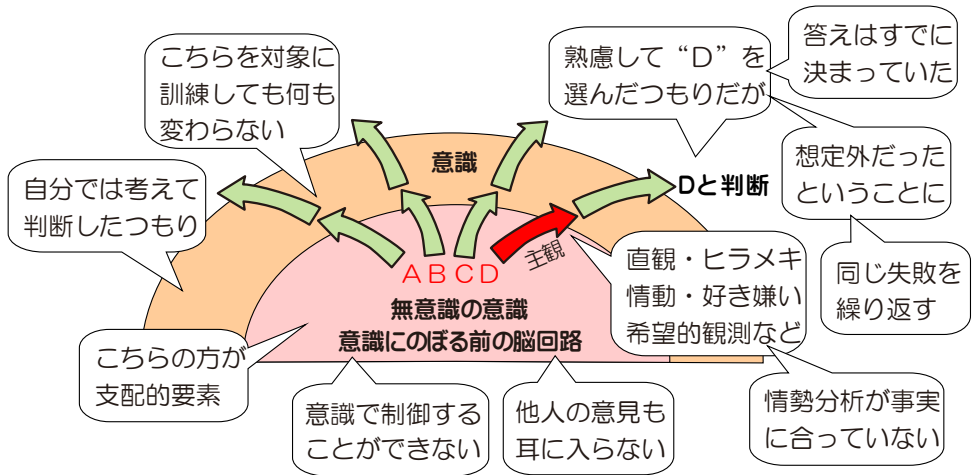 こちらを対象に
訓練しても何も
変わらない
熟慮して“D”を
選んだつもりだが
答えはすでに
決まっていた
想定外だった
ということに
同じ失敗を
繰り返す
自分では考えて
判断したつもり
意識
Dと判断
主観
ABCD
無意識の意識
意識にのぼる前の脳回路
直観・ヒラメキ
情動・好き嫌い
希望的観測など
こちらの方が
支配的要素
意識で制御する
ことができない
他人の意見も
耳に入らない
情勢分析が事実
に合っていない